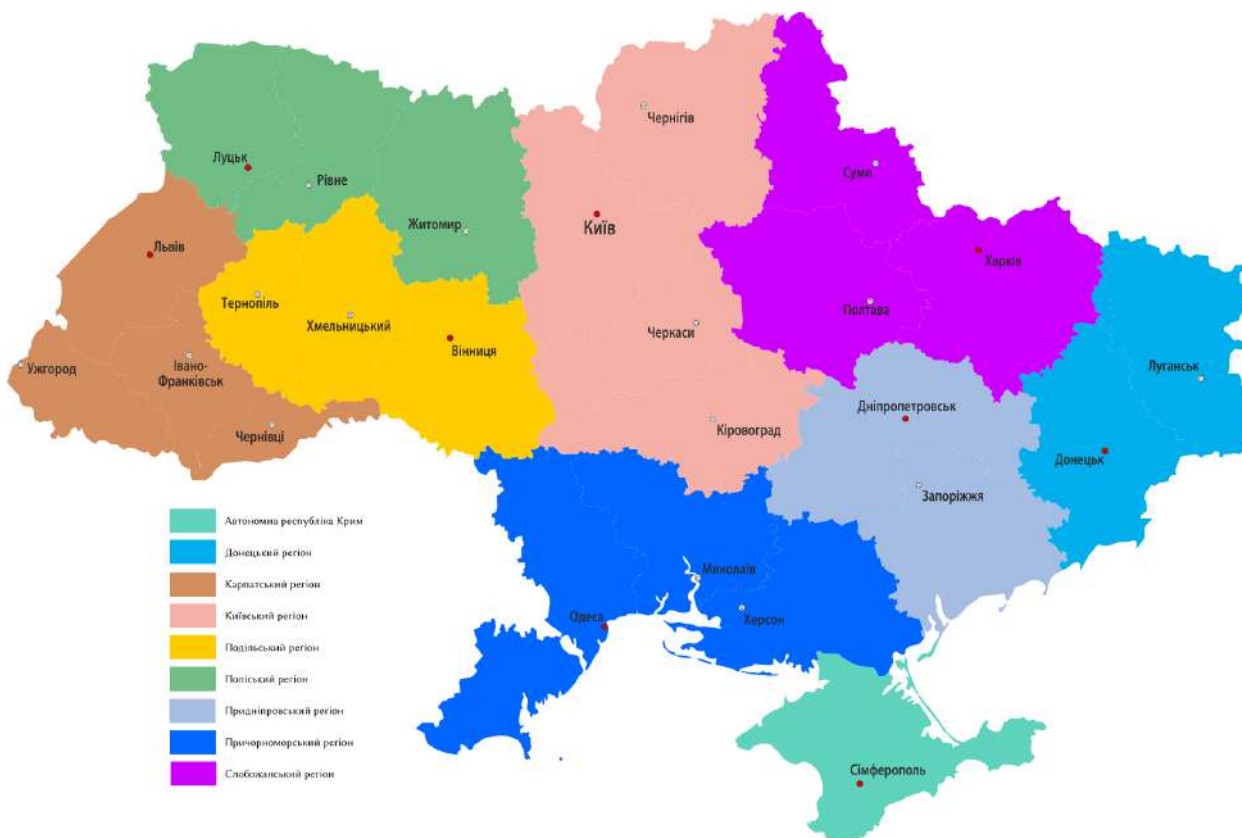 Чернігів
Суми
Луцьк
Рівне
Київ
Житомир
Львів
Харків
Тернопіль
Хмельницький
Полтава
Черкаси
Вінниця
Ужгород
Івано-
Франківськ
Луганськ
Дніпропетровськ
Чернівці
Кіровоград
Донецьк
Запоріжжя
Миколаїв
Одеса
Херсон
Сімферополь
Автономна республіка Крим
Донецький регіон
Карпатський регіон
Київський регіон
Подільський регіон
Поліський регіон
Придніпровський регіон
Причорноморський регіон
Слобожанський регіон